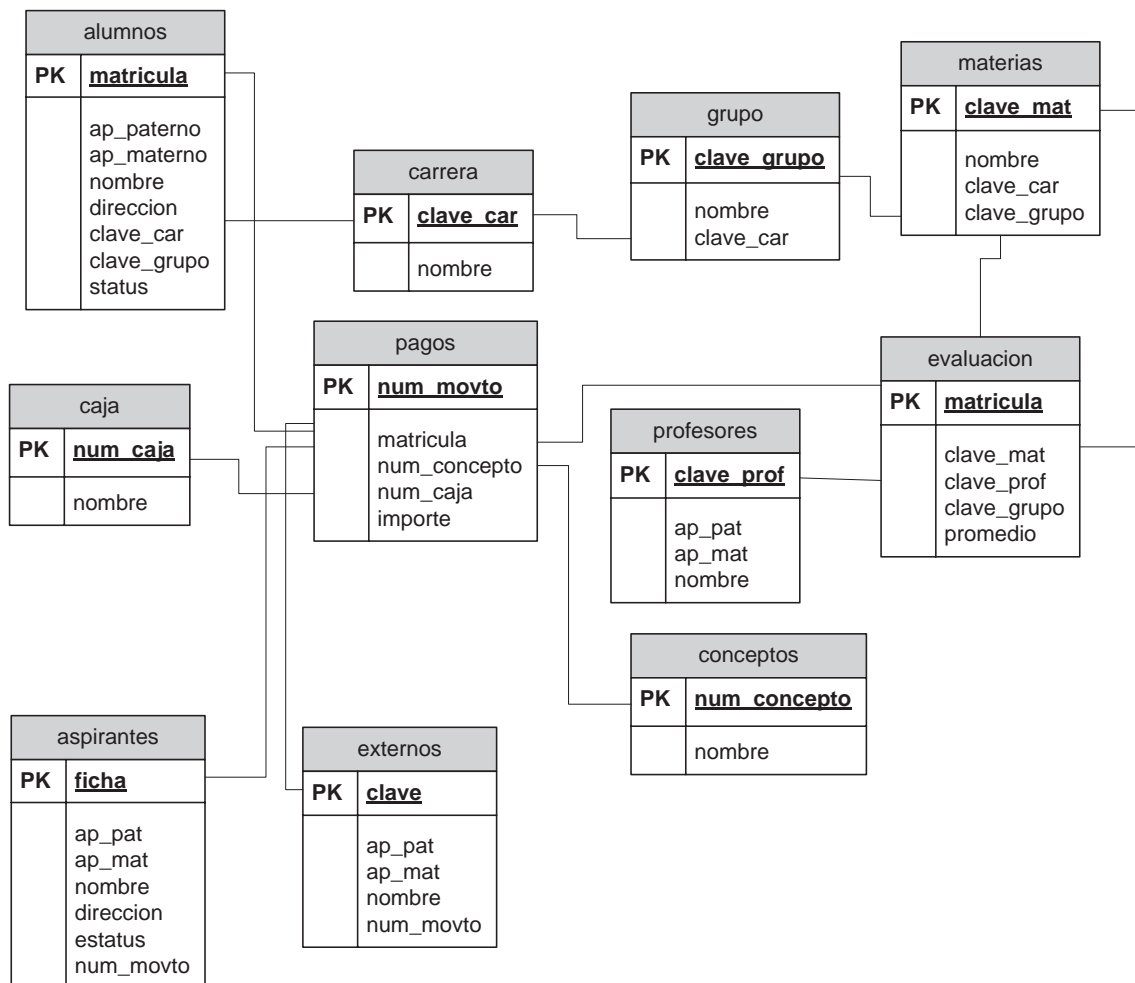 alumnos
PK matricula
ap_paterno
ap_materno
nombre
direccion
clave_car
clave_grupo
status
carrera
PK clave_car
nombre
grupo
PK clave_grupo
nombre
clave_car
materias
PK clave_mat
nombre
clave_car
clave_grupo
caja
PK num_caja
nombre
pagos
PK num_movto
matricula
num_concepto
num_caja
importe
profesores
PK clave_prof
ap_pat
ap_mat
nombre
evaluacion
PK matricula
clave_mat
clave_prof
clave_grupo
promedio
aspirantes
PK ficha
ap_pat
ap_mat
nombre
direccion
estatus
num_movto
externos
PK clave
ap_pat
ap_mat
nombre
num_movto
conceptos
PK num_concepto
nombre